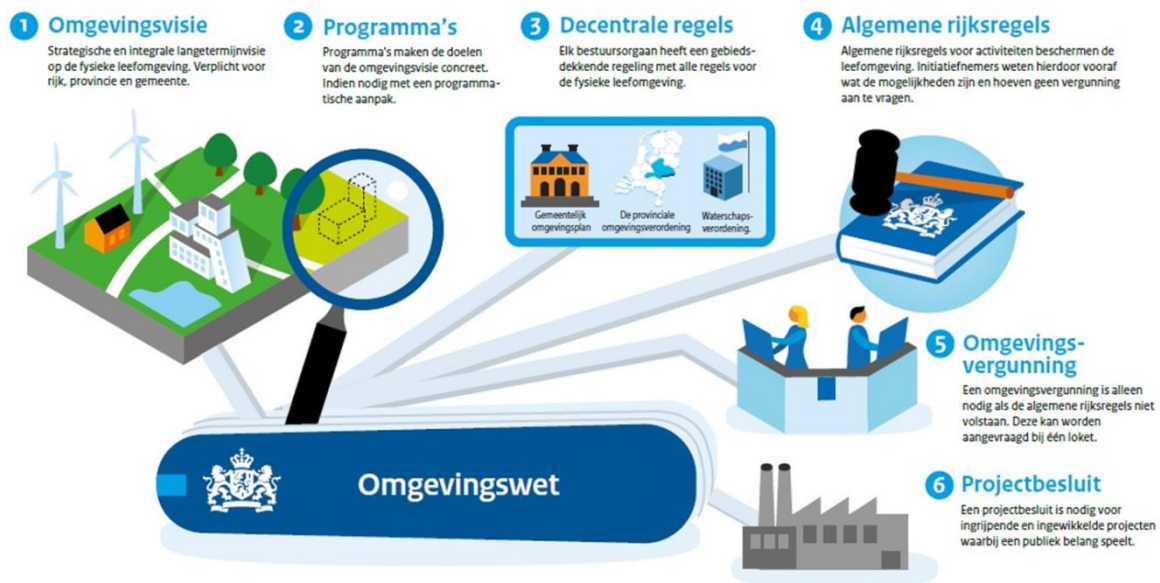 1 Omgevingsvisie
Strategische en integrale langetermijnvisie
op de fysieke leefomgeving. Verplicht voor
rijk, provincie en gemeente.
2 Programma's
Programma's maken de doelen
van de omgevingsvisie concreet.
Indien nodig met een programma-
tische aanpak.
3 Decentrale regels
Elk bestuursorgaan heeft een gebieds-
dekkende regeling met alle regels voor
de fysieke leefomgeving.
4 Algemene rijksregels
Algemene rijksregels voor activiteiten beschermen de
leefomgeving. Initiatiefnemers weten hierdoor vooraf
wat de mogelijkheden zijn en hoeven geen vergunning
aan te vragen.
Gemeentelijk
omgevingsplan
De provinciale
omgevingsverordening
Waterschaps-
verordening.
5 Omgevings-
vergunning
Een omgevingsvergunning is alleen
nodig als de algemene rijksregels niet
volstaan. Deze kan worden
aangevraagd bij één loket.
Omgevingswet
6 Projectbesluit
Een projectbesluit is nodig voor
ingrijpende en ingewikkelde projecten
waarbij een publiek belang speelt.